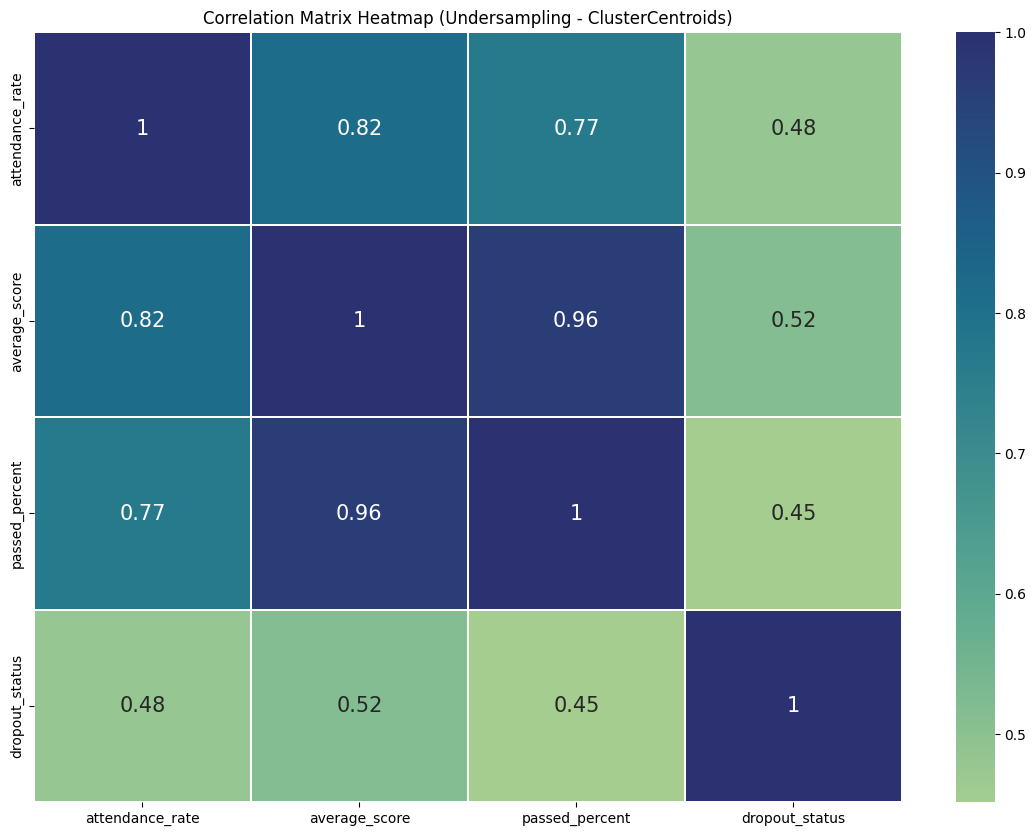 Correlation Matrix Heatmap (Undersampling - ClusterCentroids)
attendance_rate
1
0.82
0.77
0.48
average_score
0.82
1
0.96
0.52
passed_percent
0.77
0.96
1
0.45
dropout_status
0.48
0.52
0.45
1
attendance_rate
average_score
passed_percent
dropout_status
1.0
0.9
0.8
0.7
0.6
0.5